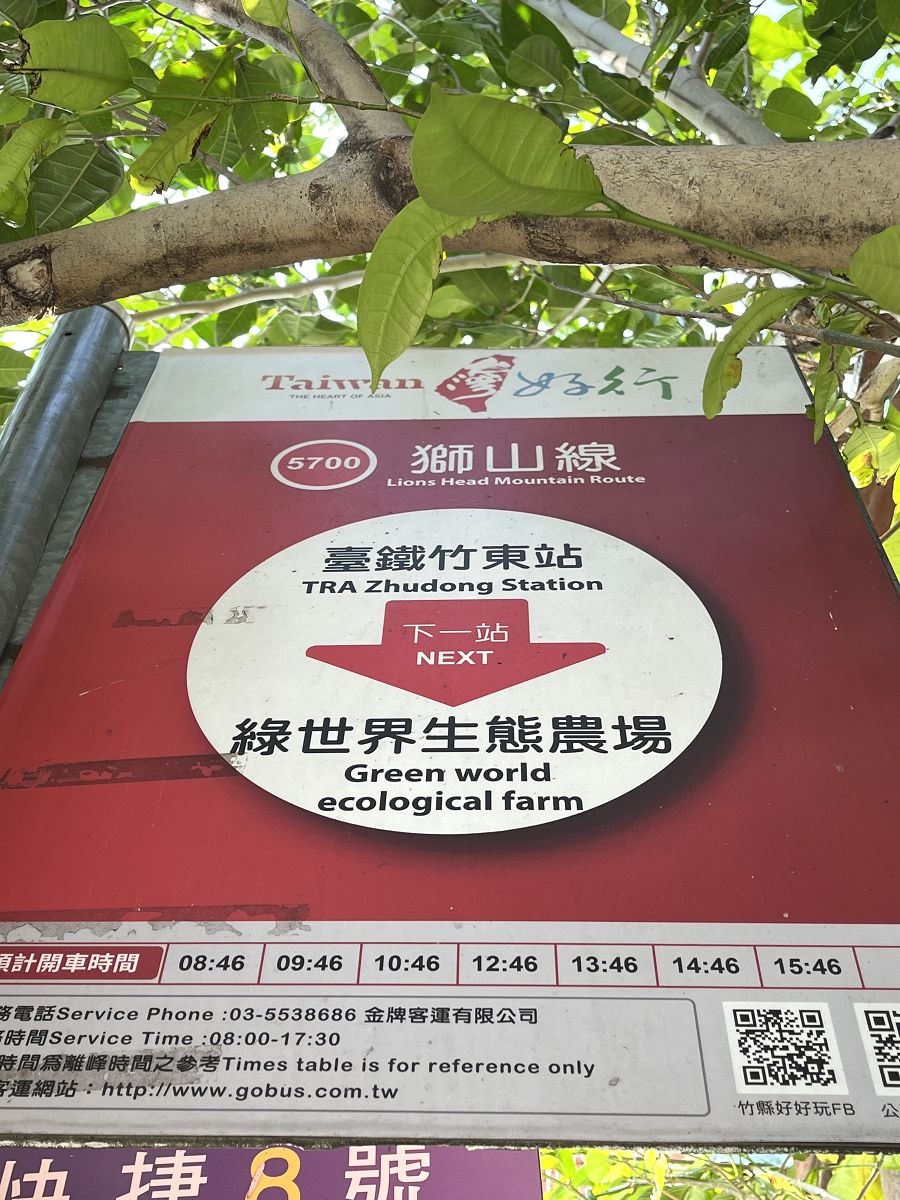 Taiwan 臺灣好行
THE HEART OF ASIA
5700 獅山線
Lions Head Mountain Route
臺鐵竹東站
TRA Zhudong Station
下一站
NEXT
綠世界生態農場
Green world
ecological farm
預計開車時間 08:46 09:46 10:46 12:46 13:46 14:46 15:46
務電話Service Phone :03-5538686 金牌客運有限公司
時間Service Time :08:00-17:30
時間為離峰時間之參考Times table is for reference only
客運網站：http://www.gobus.com.tw
竹縣好好玩FB 公
快捷8號